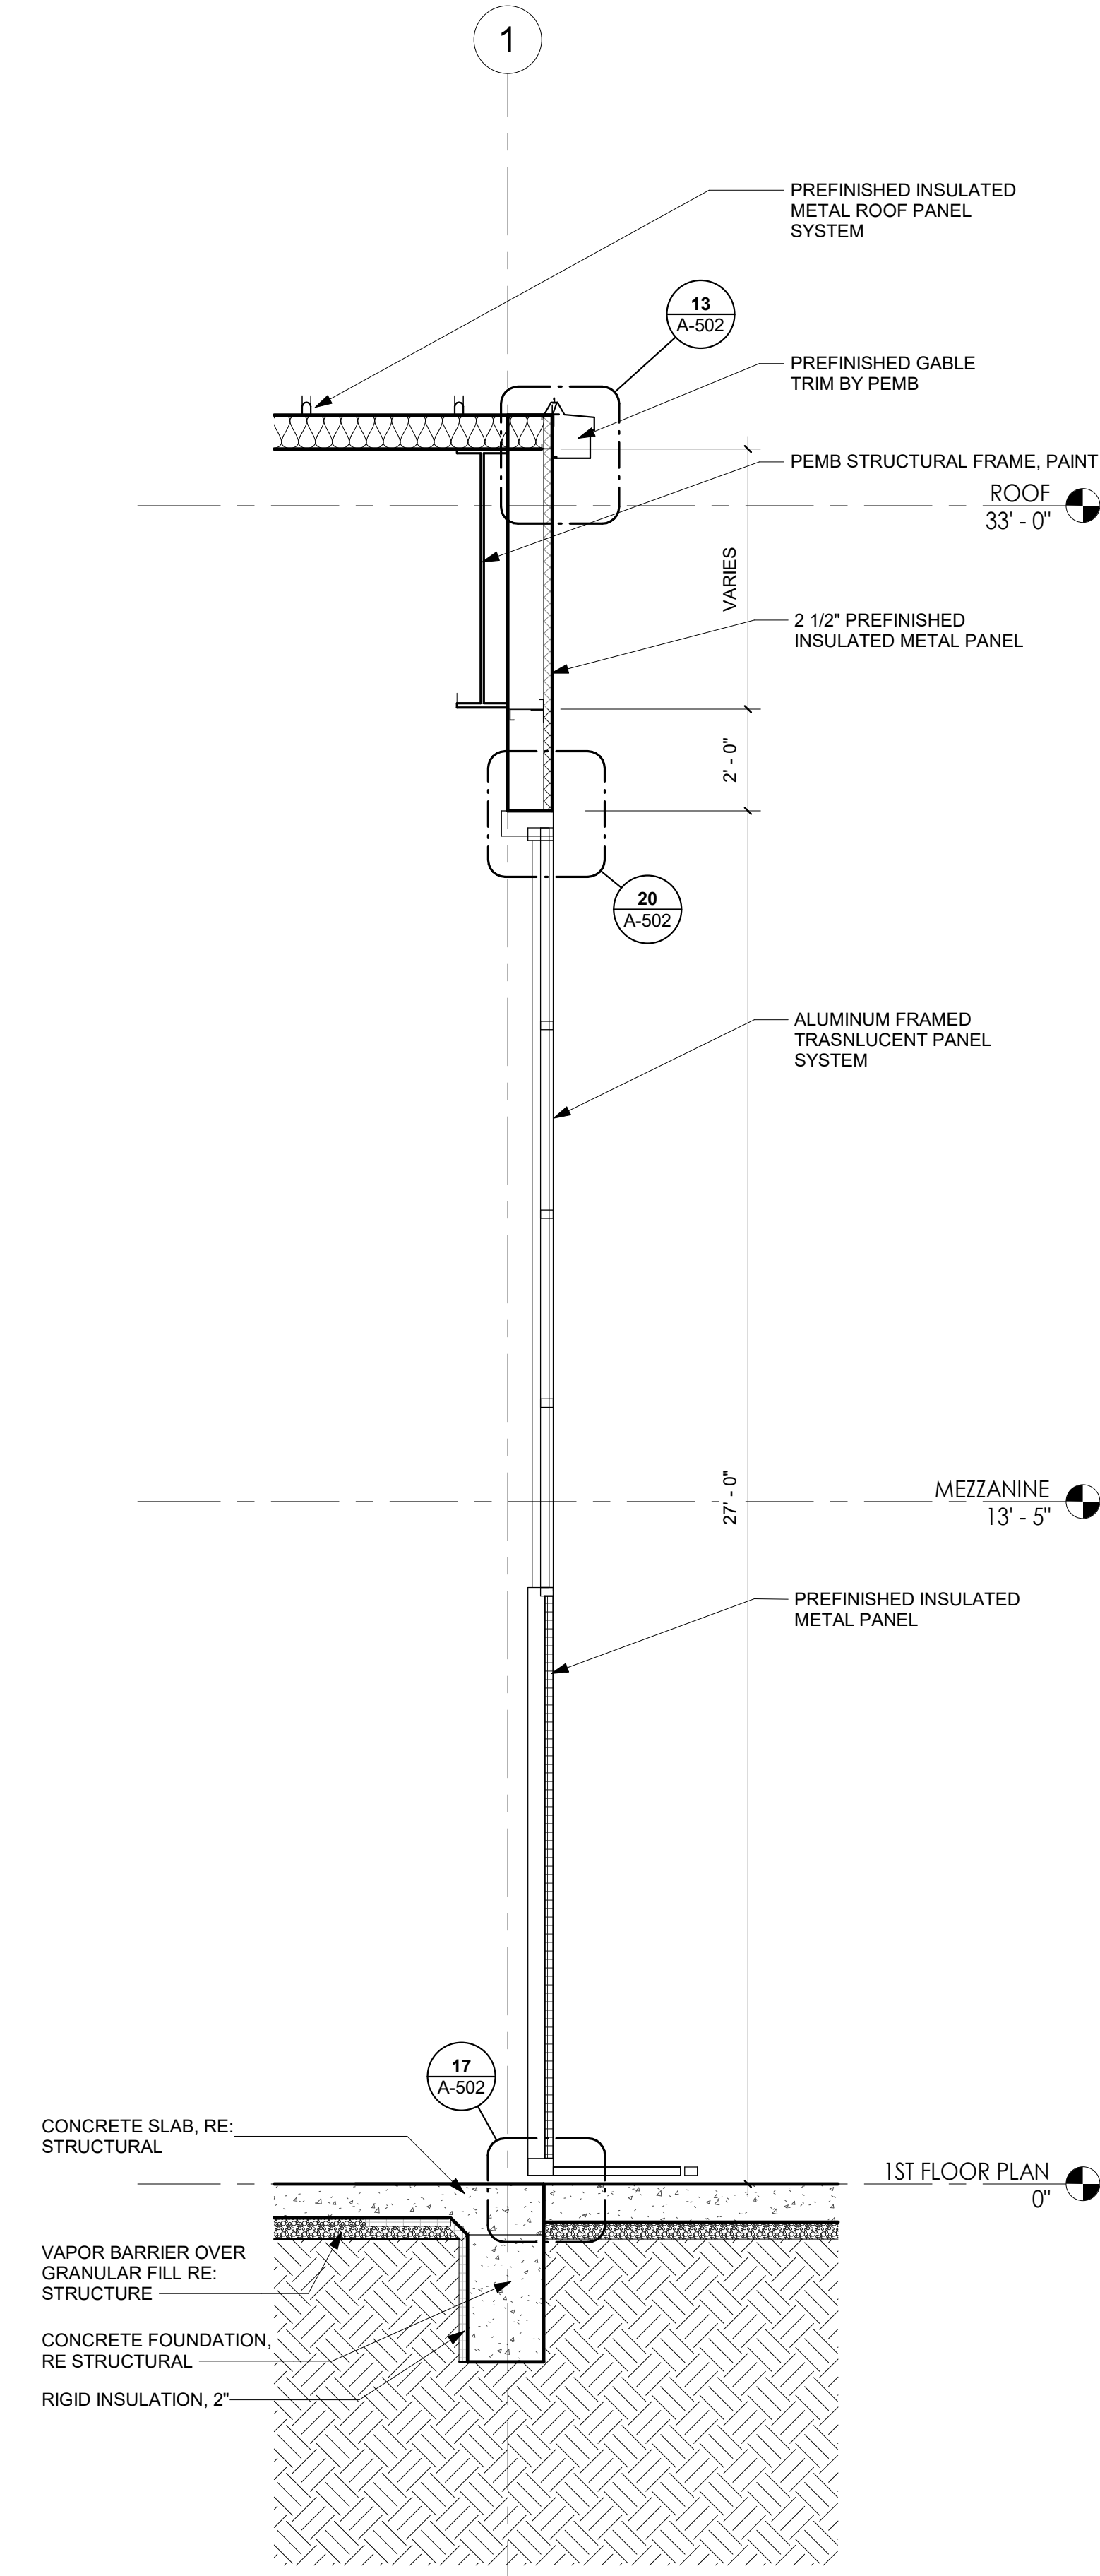 1
PREFINISHED INSULATED
METAL ROOF PANEL
SYSTEM
13
A-502
PREFINISHED GABLE
TRIM BY PEMB
PEMB STRUCTURAL FRAME, PAINT
ROOF
33' - 0"
VARIES
2 1/2" PREFINISHED
INSULATED METAL PANEL
2' - 0"
20
A-502
ALUMINUM FRAMED
TRASNLUCENT PANEL
SYSTEM
27' - 0"
MEZZANINE
13' - 5"
PREFINISHED INSULATED
METAL PANEL
17
A-502
CONCRETE SLAB, RE:
STRUCTURAL
1ST FLOOR PLAN
0"
VAPOR BARRIER OVER
GRANULAR FILL RE:
STRUCTURE
CONCRETE FOUNDATION,
RE STRUCTURAL
RIGID INSULATION, 2"